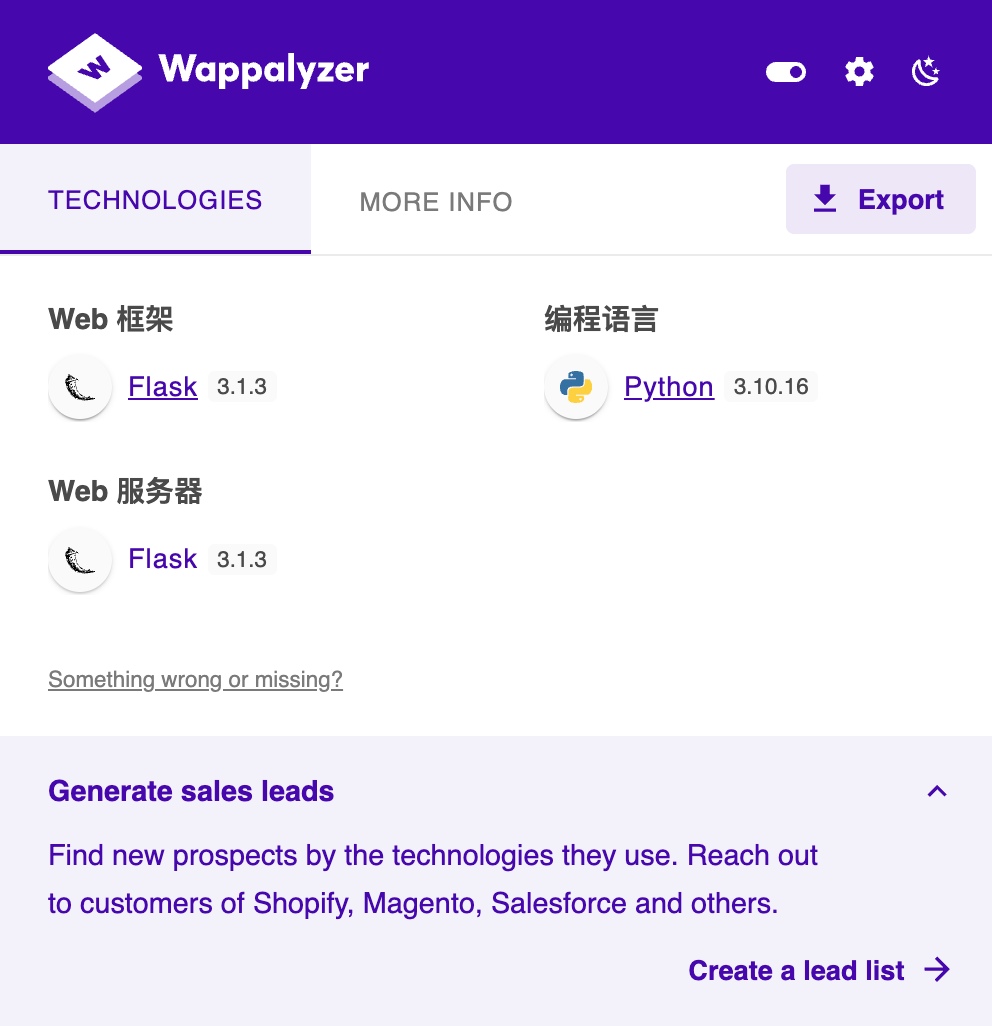 Wappalyzer
TECHNOLOGIES
MORE INFO
Export
Web 框架
Flask 3.1.3
编程语言
Python 3.10.16
Web 服务器
Flask 3.1.3
Something wrong or missing?
Generate sales leads
Find new prospects by the technologies they use. Reach out
to customers of Shopify, Magento, Salesforce and others.
Create a lead list